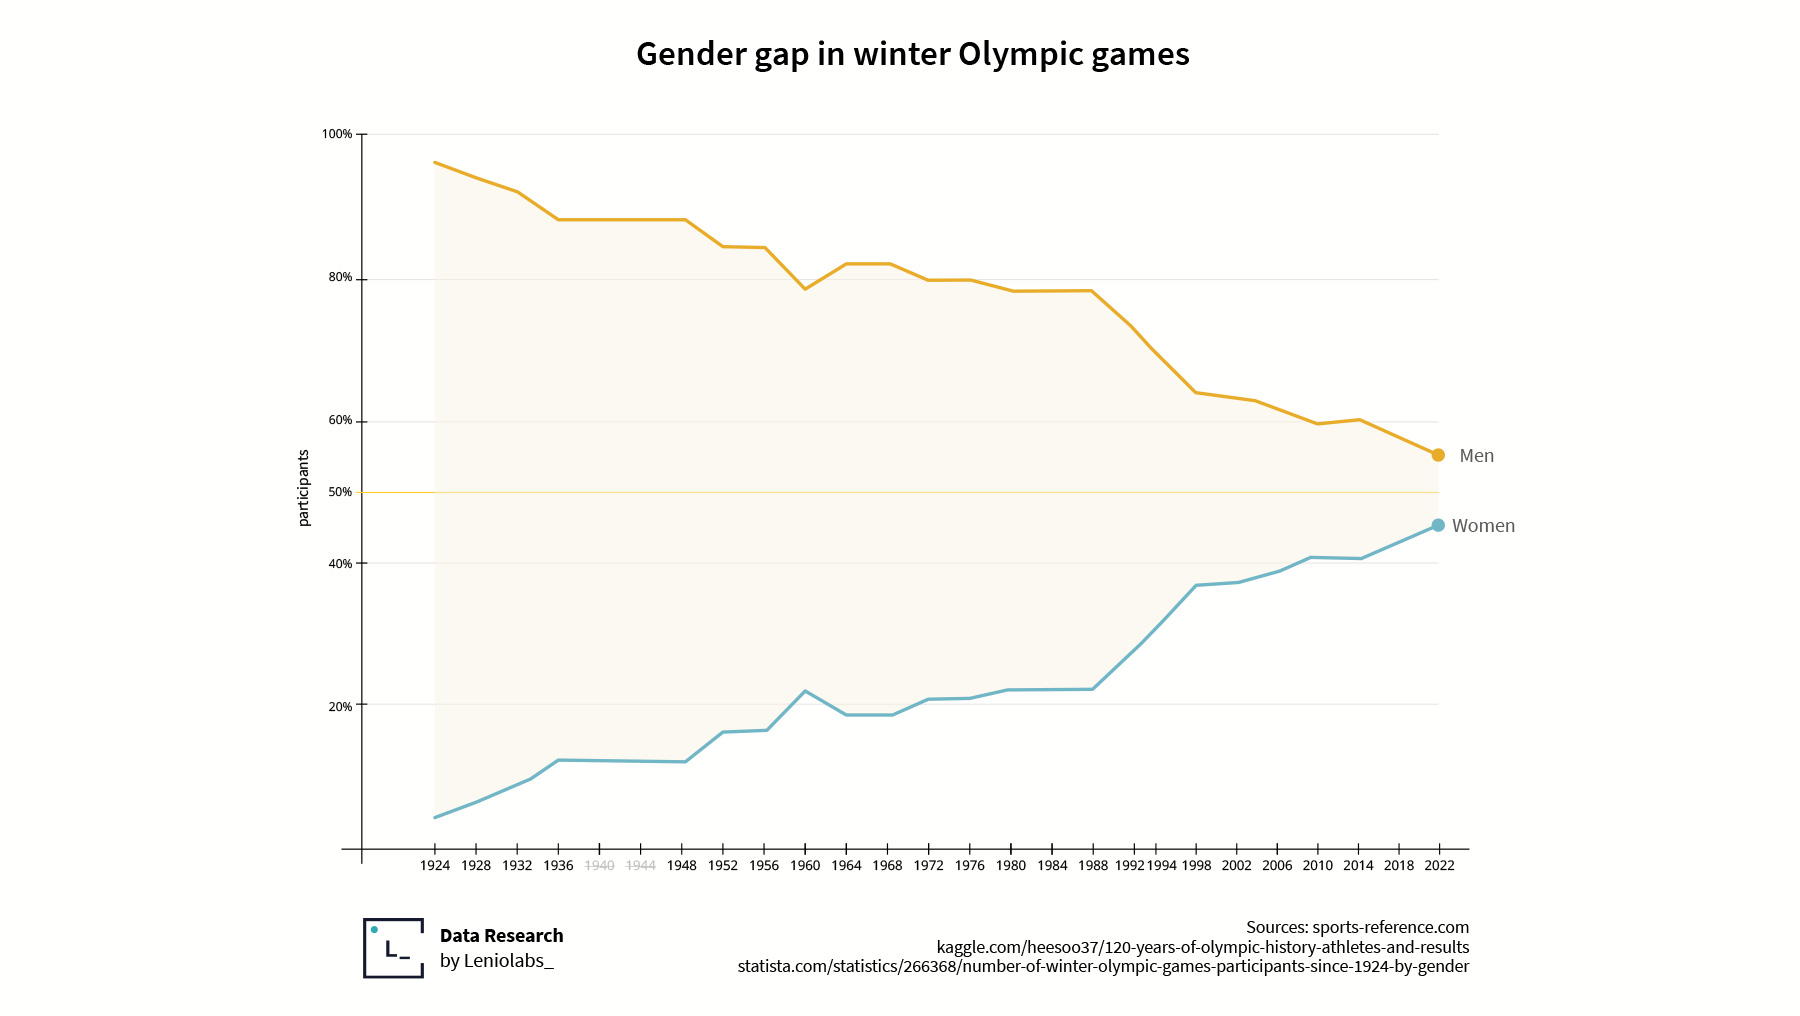 Gender gap in winter Olympic games
100%
80%
60%
50%
40%
20%
participants
Men
Women
1924 1928 1932 1936 1940 1944 1948 1952 1956 1960 1964 1968 1972 1976 1980 1984 1988 1992 1994 1998 2002 2006 2010 2014 2018 2022
L_
Data Research
by Leniolabs_
Sources: sports-reference.com
kaggle.com/heesoo37/120-years-of-olympic-history-athletes-and-results
statista.com/statistics/266368/number-of-winter-olympic-games-participants-since-1924-by-gender